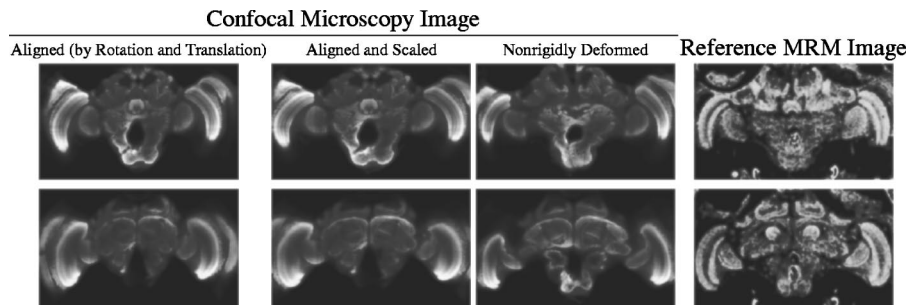 Confocal Microscopy Image
Aligned (by Rotation and Translation) Aligned and Scaled Nonrigidly Deformed Reference MRM Image